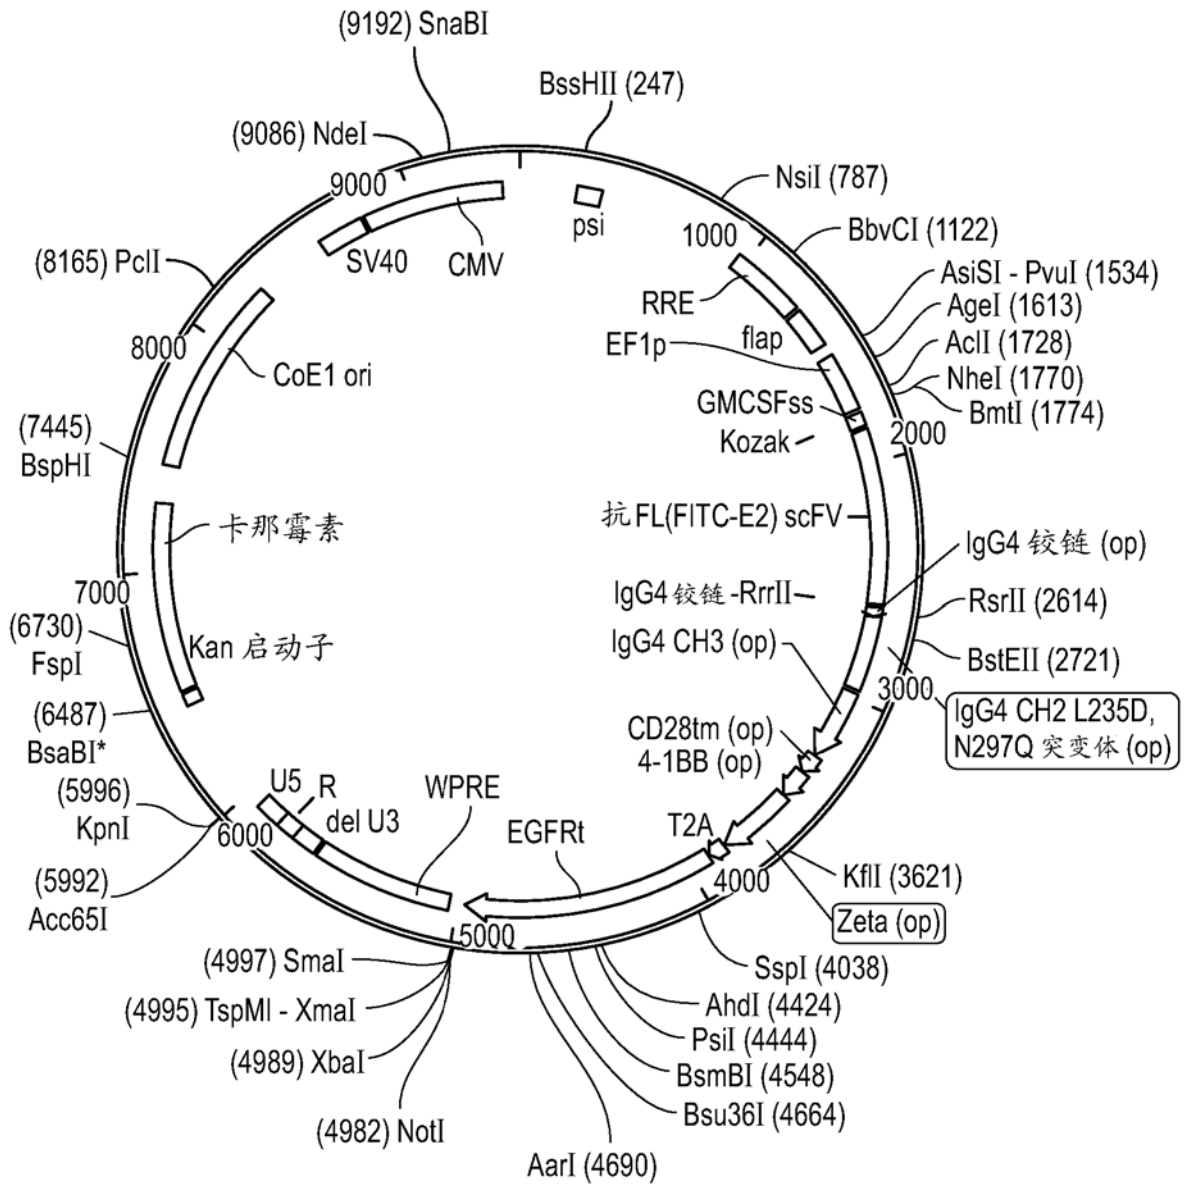 (9192) SnaBI
BssHII (247)
(9086) NdeI
NsiI (787)
9000
psi
1000
BbvCI (1122)
(8165) PclI
SV40
CMV
AsiSI - PvuI (1534)
RRE
AgeI (1613)
flap
8000
EF1p
AclI (1728)
CoE1 ori
NheI (1770)
GMCSFss
BmtI (1774)
(7445)
BspHI
Kozak
2000
卡那霉素
抗 FL(FITC-E2) scFV
IgG4 铰链 (op)
7000
IgG4 铰链 -RrrII
RsrII (2614)
(6730)
FspI
Kan 启动子
IgG4 CH3 (op)
BstEII (2721)
3000
(6487)
BsaBI*
IgG4 CH2 L235D,
N297Q 突变体 (op)
CD28tm (op)
4-1BB (op)
(5996)
KpnI
U5
R
del U3
WPRE
6000
EGFRt
T2A
4000
KflI (3621)
(5992)
Acc65I
Zeta (op)
5000
(4997) SmaI
SspI (4038)
(4995) TspMI - XmaI
AhdI (4424)
PsiI (4444)
(4989) XbaI
BsmBI (4548)
Bsu36I (4664)
(4982) NotI
AarI (4690)